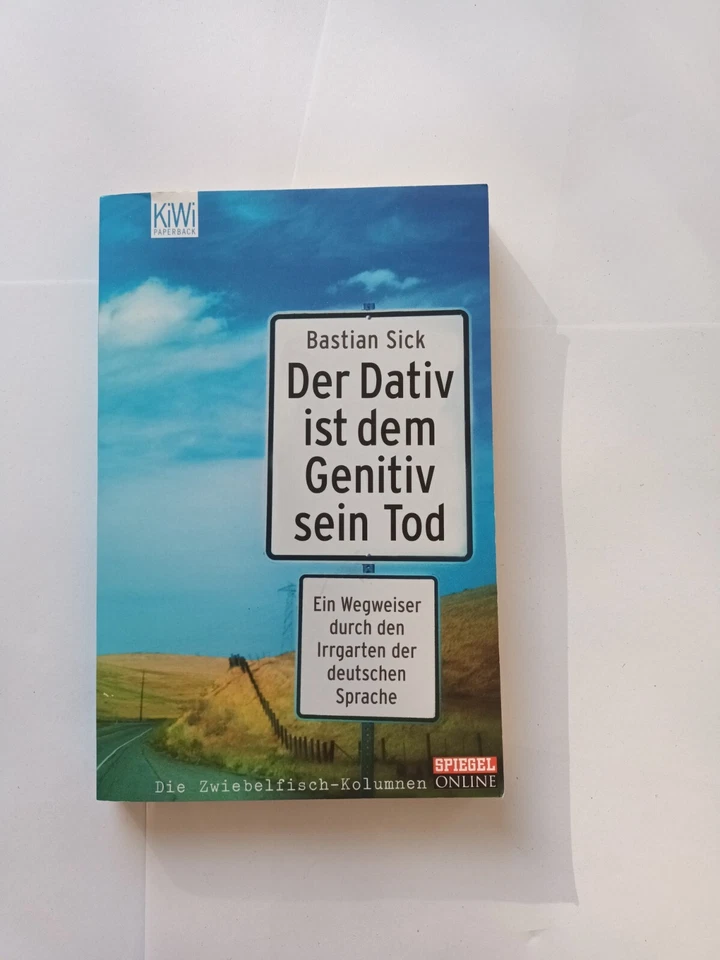 KiWi
PAPERBACK
Bastian Sick
Der Dativ
ist dem
Genitiv
sein Tod
Ein Wegweiser
durch den
Irrgarten der
deutschen
Sprache
Die Zwiebelfisch-Kolumnen
SPIEGEL
ONLINE